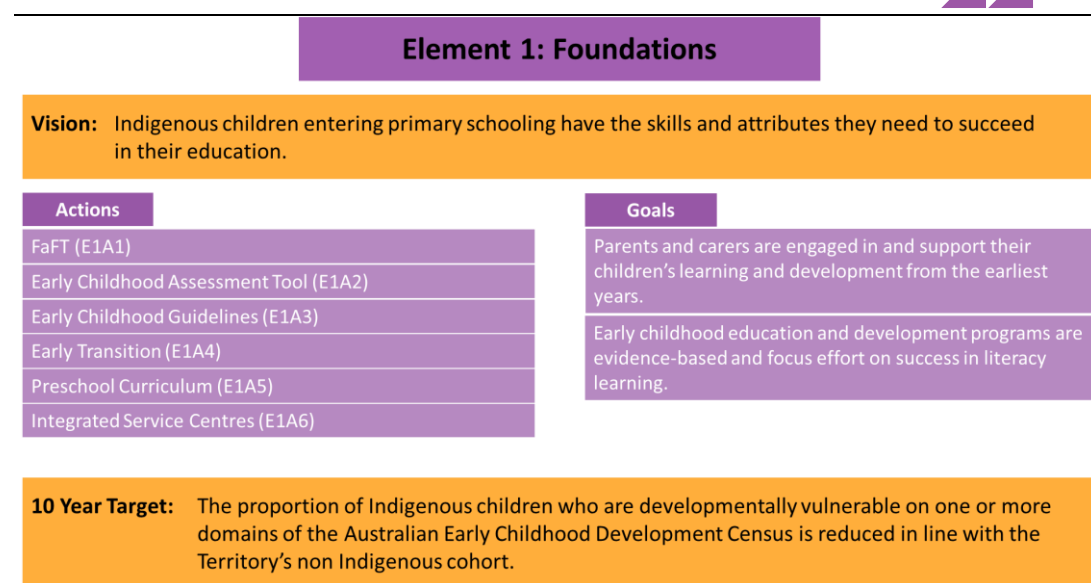 Element 1: Foundations
Vision: Indigenous children entering primary schooling have the skills and attributes they need to succeed
in their education.
Actions
FaFT (E1A1)
Early Childhood Assessment Tool (E1A2)
Early Childhood Guidelines (E1A3)
Early Transition (E1A4)
Preschool Curriculum (E1A5)
Integrated Service Centres (E1A6)
Goals
Parents and carers are engaged in and support their
children's learning and development from the earliest
years.
Early childhood education and development programs are
evidence-based and focus effort on success in literacy
learning.
10 Year Target: The proportion of Indigenous children who are developmentally vulnerable on one or more
domains of the Australian Early Childhood Development Census is reduced in line with the
Territory's non Indigenous cohort.